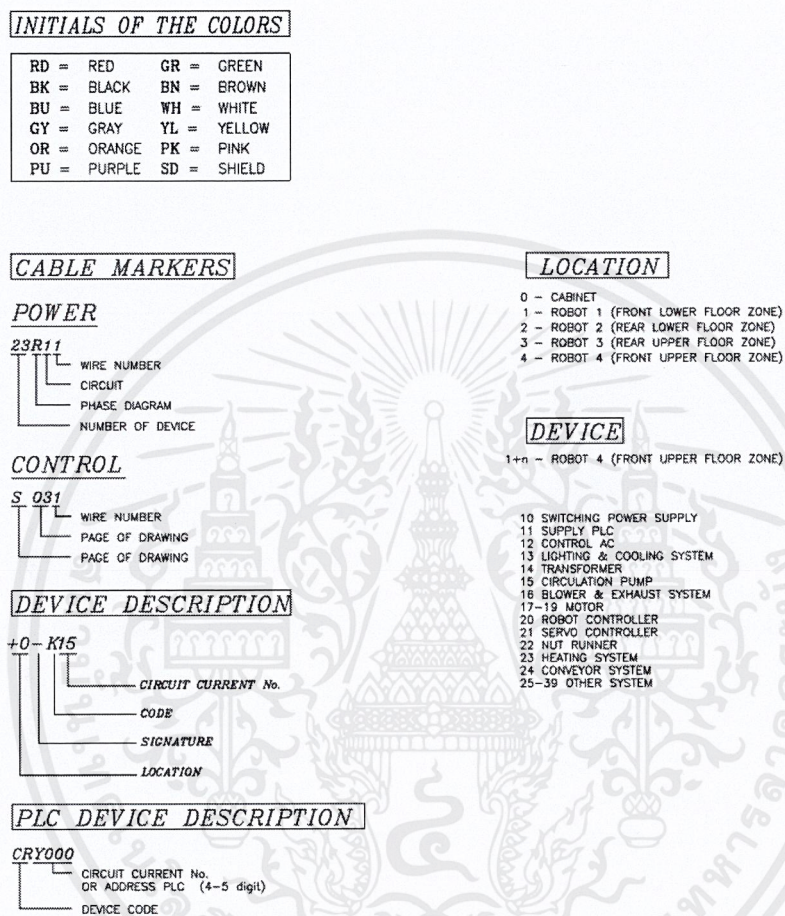 INITIALS OF THE COLORS
RD = RED GR = GREEN
BK = BLACK BN = BROWN
BU = BLUE WH = WHITE
GY = GRAY YL = YELLOW
OR = ORANGE PK = PINK
PU = PURPLE SD = SHIELD
CABLE MARKERS
POWER
23R11
WIRE NUMBER
CIRCUIT
PHASE DIAGRAM
NUMBER OF DEVICE
CONTROL
S 031
WIRE NUMBER
PAGE OF DRAWING
PAGE OF DRAWING
DEVICE DESCRIPTION
+0-K15
CIRCUIT CURRENT No.
CODE
SIGNATURE
LOCATION
PLC DEVICE DESCRIPTION
CRY000
CIRCUIT CURRENT No.
OR ADDRESS PLC (4-5 digit)
DEVICE CODE
LOCATION
0 - CABINET
1 - ROBOT 1 (FRONT LOWER FLOOR ZONE)
2 - ROBOT 2 (REAR LOWER FLOOR ZONE)
3 - ROBOT 3 (REAR UPPER FLOOR ZONE)
4 - ROBOT 4 (FRONT UPPER FLOOR ZONE)
DEVICE
1+n - ROBOT 4 (FRONT UPPER FLOOR ZONE)
10 SWITCHING POWER SUPPLY
11 SUPPLY PLC
12 CONTROL AC
13 LIGHTING & COOLING SYSTEM
14 TRANSFORMER
15 CIRCULATION PUMP
16 BLOWER & EXHAUST SYSTEM
17-19 MOTOR
20 ROBOT CONTROLLER
21 SERVO CONTROLLER
22 NUT RUNNER
23 HEATING SYSTEM
24 CONVEYOR SYSTEM
25-39 OTHER SYSTEM